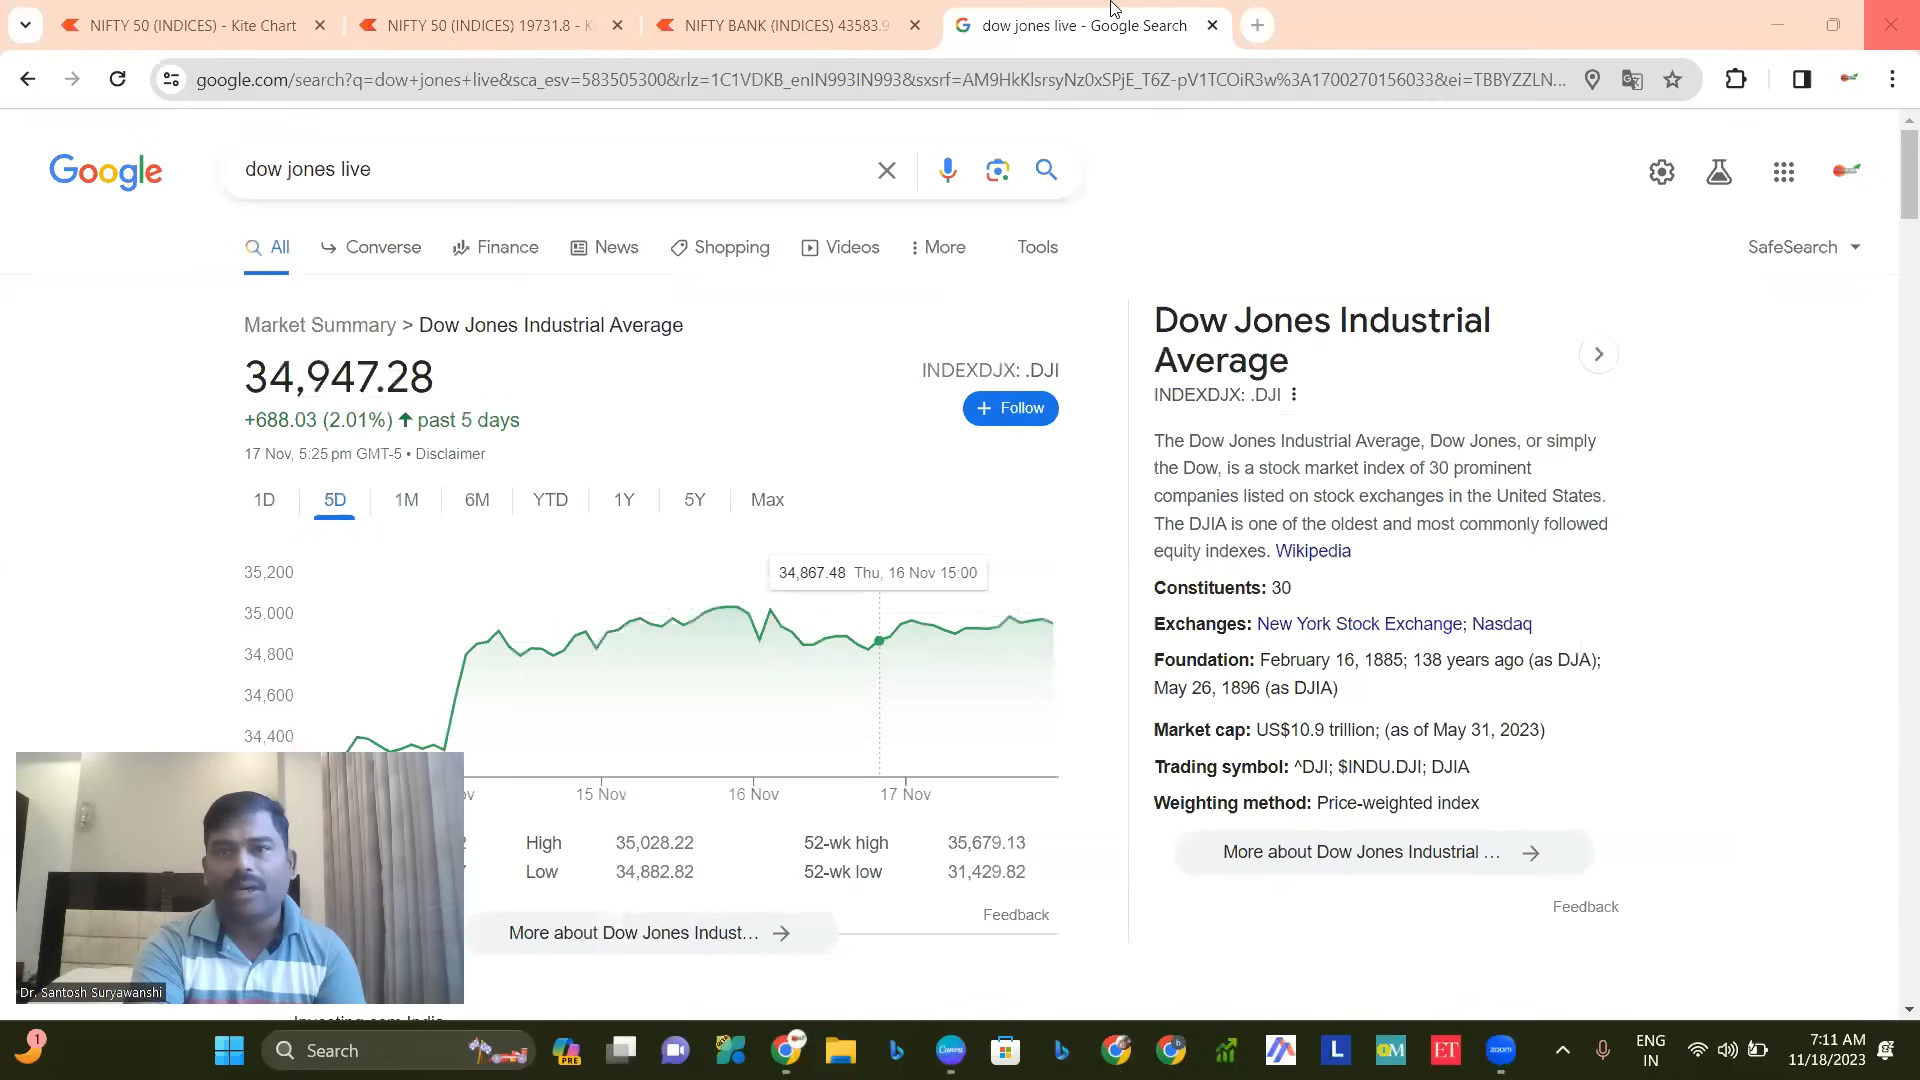 NIFTY 50 (INDICES) - Kite Chart
NIFTY 50 (INDICES) 19731.8 - K
NIFTY BANK (INDICES) 43583.9
dow jones live - Google Search
google.com/search?q=dow+jones+live&sca_esv=583505300&rlz=1C1VDKB_enIN993IN993&sxsrf=AM9HkKlsrsyNz0xSPjE_T6Z-pV1TCOiR3w%3A1700270156033&ei=TBBYZZLN...
Google
dow jones live
All
Converse
Finance
News
Shopping
Videos
More
Tools
SafeSearch
Market Summary > Dow Jones Industrial Average
34,947.28
+688.03 (2.01%) past 5 days
17 Nov, 5:25 pm GMT-5 • Disclaimer
INDEXDJX: .DJI
+ Follow
1D
5D
1M
6M
YTD
1Y
5Y
Max
34,867.48 Thu, 16 Nov 15:00
35,200
35,000
34,800
34,600
34,400
15 Nov
16 Nov
17 Nov
High 35,028.22
52-wk high 35,679.13
Low 34,882.82
52-wk low 31,429.82
Feedback
More about Dow Jones Indust...
Dow Jones Industrial
Average
INDEXDJX: .DJI
The Dow Jones Industrial Average, Dow Jones, or simply
the Dow, is a stock market index of 30 prominent
companies listed on stock exchanges in the United States.
The DJIA is one of the oldest and most commonly followed
equity indexes. Wikipedia
Constituents: 30
Exchanges: New York Stock Exchange; Nasdaq
Foundation: February 16, 1885; 138 years ago (as DJA);
May 26, 1896 (as DJIA)
Market cap: US$10.9 trillion; (as of May 31, 2023)
Trading symbol: ^DJI; $INDU.DJI; DJIA
Weighting method: Price-weighted index
More about Dow Jones Industrial ...
Feedback
Dr. Santosh Suryawanshi
1
Search
PRE
Canva
L
OM
ET
zoom
ENG
IN
7:11 AM
11/18/2023